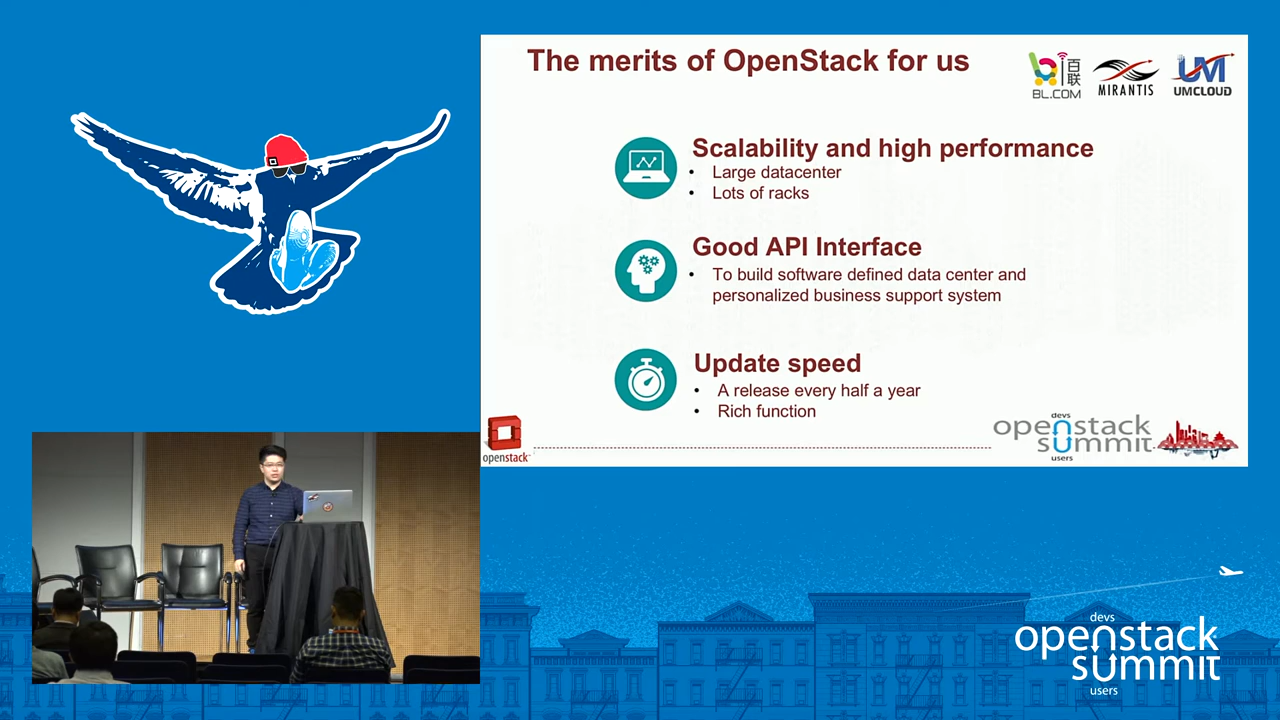 The merits of OpenStack for us
百联
BL.COM
MIRANTIS
UM
UMCLOUD
Scalability and high performance
• Large datacenter
• Lots of racks
Good API Interface
• To build software defined data center and
personalized business support system
Update speed
• A release every half a year
• Rich function
openstack
devs
openstack
summit
users
devs
openstack
summit
users